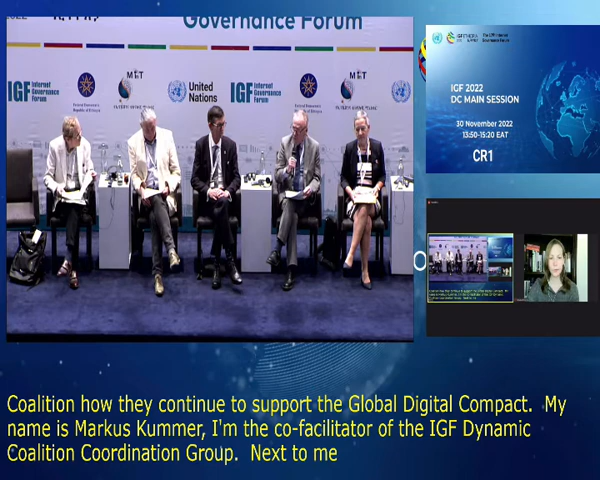 Governance Forum
IGF Internet Governance Forum
United Nations
IGF Internet Governance Forum
IGF 2022
DC MAIN SESSION
30 November 2022
13:50-15:20 EAT
CR1
Coalition how they continue to support the Global Digital Compact.  My
name is Markus Kummer, I'm the co-facilitator of the IGF Dynamic
Coalition Coordination Group.  Next to me